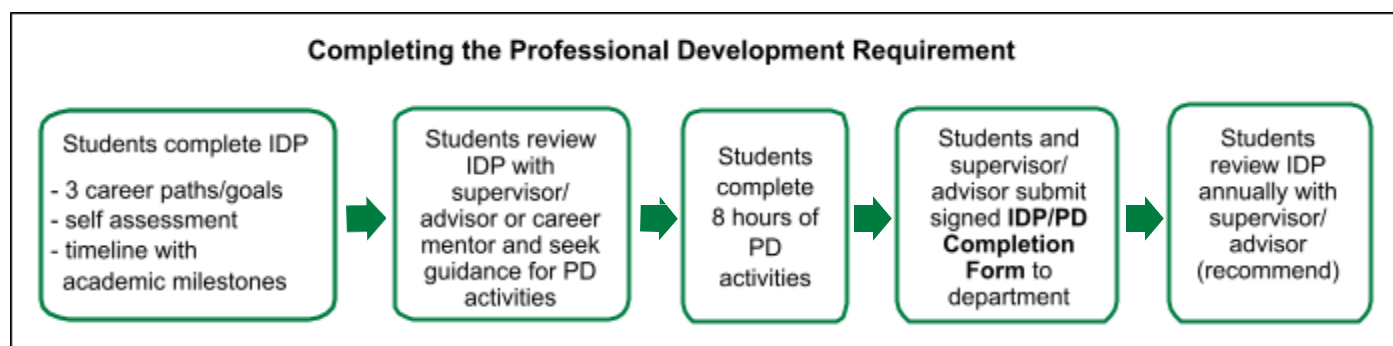 Completing the Professional Development Requirement
Students complete IDP
- 3 career paths/goals
- self assessment
- timeline with
academic milestones
Students review
IDP with
supervisor/
advisor or career
mentor and seek
guidance for PD
activities
Students
complete
8 hours of
PD
activities
Students and
supervisor/
advisor submit
signed IDP/PD
Completion
Form to
department
Students
review IDP
annually with
supervisor/
advisor
(recommend)